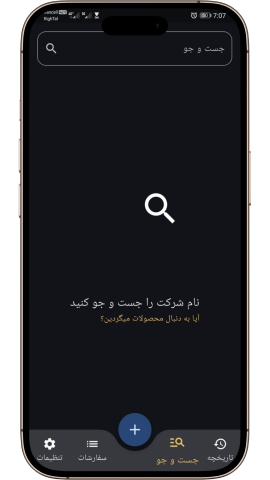 RighTel
7:07
جست و جو
نام شرکت را جست و جو کنید
آیا به دنبال محصولات میگردین؟
تاریخچه
جست و جو
سفارشات
تنظیمات